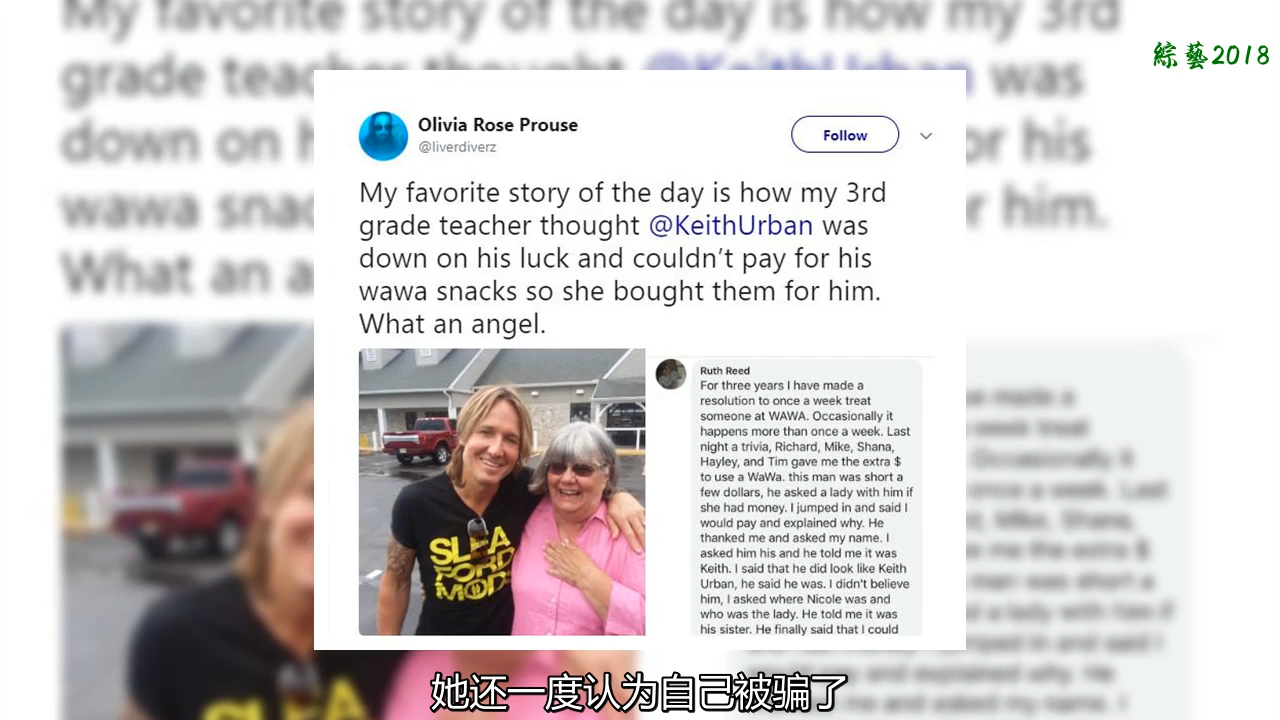 綜藝2018
Olivia Rose Prouse
@liverdiverz
Follow
My favorite story of the day is how my 3rd
grade teacher thought @KeithUrban was
down on his luck and couldn’t pay for his
wawa snacks so she bought them for him.
What an angel.
SLEA
FORD
MODS
Ruth Reed
For three years I have made a
resolution to once a week treat
someone at WAWA. Occasionally it
happens more than once a week. Last
night a trivia, Richard, Mike, Shana,
Hayley, and Tim gave me the extra $
to use a WaWa. this man was short a
few dollars, he asked a lady with him if
she had money. I jumped in and said I
would pay and explained why. He
thanked me and asked my name. I
asked him his and he told me it was
Keith. I said that he did look like Keith
Urban, he said he was. I didn't believe
him, I asked where Nicole was and
who was the lady. He told me it was
his sister. He finally said that I could
她还一度认为自己被骗了